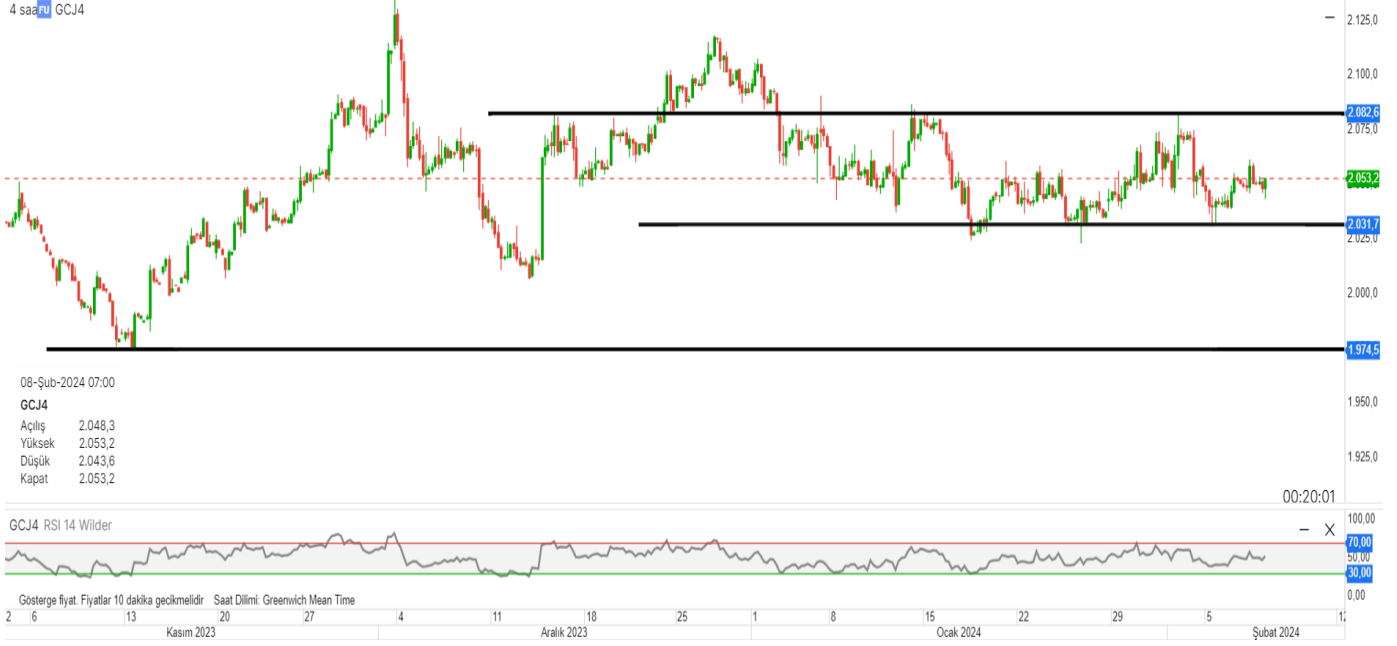 4 saa FU GCJ4
2.125,0
2.100,0
2.082,6
2.075,0
2.053,2
2.031,7
2.025,0
2.000,0
1.974,5
1.950,0
1.925,0
08-Şub-2024 07:00
GCJ4
Açılış 2.048,3
Yüksek 2.053,2
Düşük 2.043,6
Kapat 2.053,2
00:20:01
GCJ4 RSI 14 Wilder
X
100,00
70,00
50,00
30,00
0,00
Gösterge fiyat. Fiyatlar 10 dakika gecikmelidir Saat Dilimi: Greenwich Mean Time
2 6 13 20 27 4 11 18 25 1 8 15 22 29 5 12
Kasım 2023 Aralık 2023 Ocak 2024 Şubat 2024